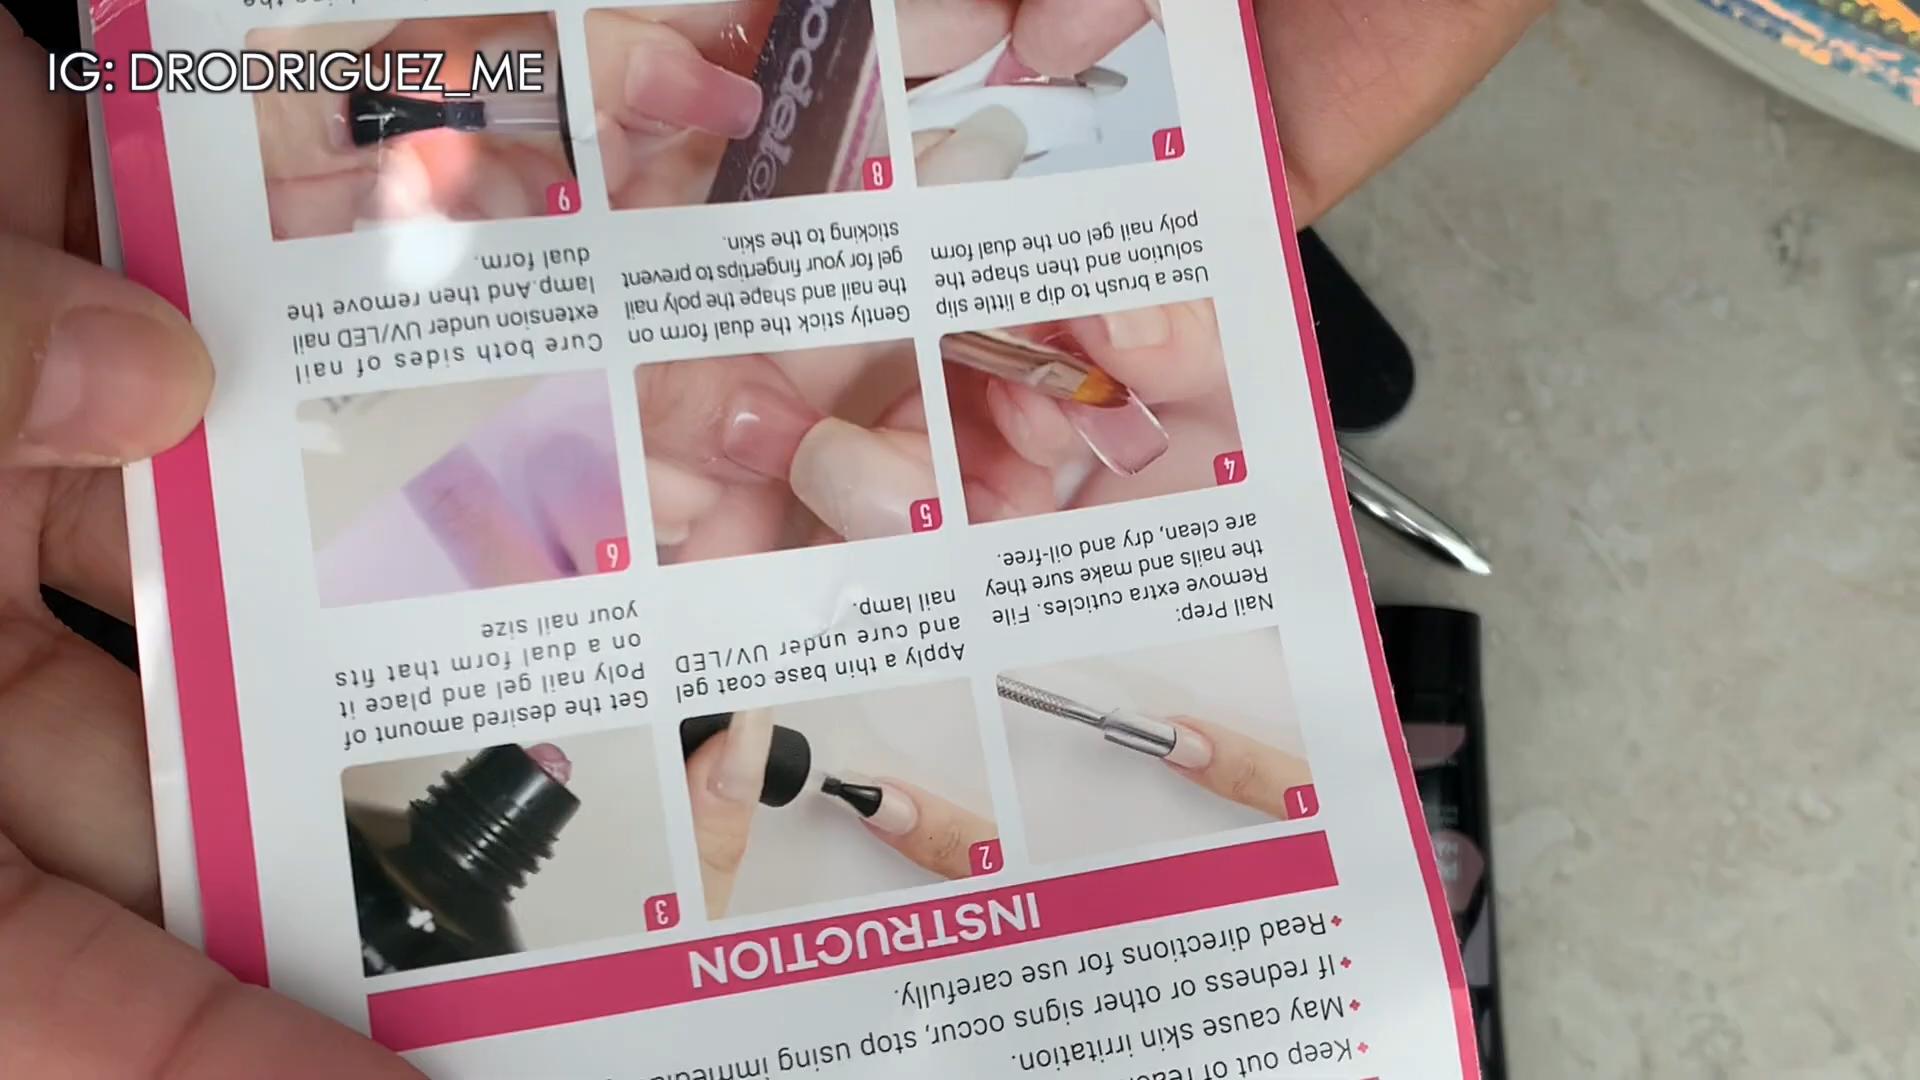 IG: DRODRIGUEZ_ME
Keep out of
May cause skin irritation.
If redness or other signs occur, stop using
Read directions for use carefully.
INSTRUCTION
1
Nail Prep:
Remove extra cuticles. File
the nails and make sure they
are clean, dry and oil-free.
2
Apply a thin base coat gel
and cure under UV/LED
nail lamp.
3
Get the desired amount of
Poly nail gel and place it
on a dual form that fits
your nail size
4
Use a brush to dip a little slip
solution and then shape the
poly nail gel on the dual form
5
Gently stick the dual form on
the nail and shape the poly nail
gel for your fingertips to prevent
sticking to the skin.
6
Cure both sides of nail
extension under UV/LED nail
lamp.And then remove the
dual form.
7
8
9